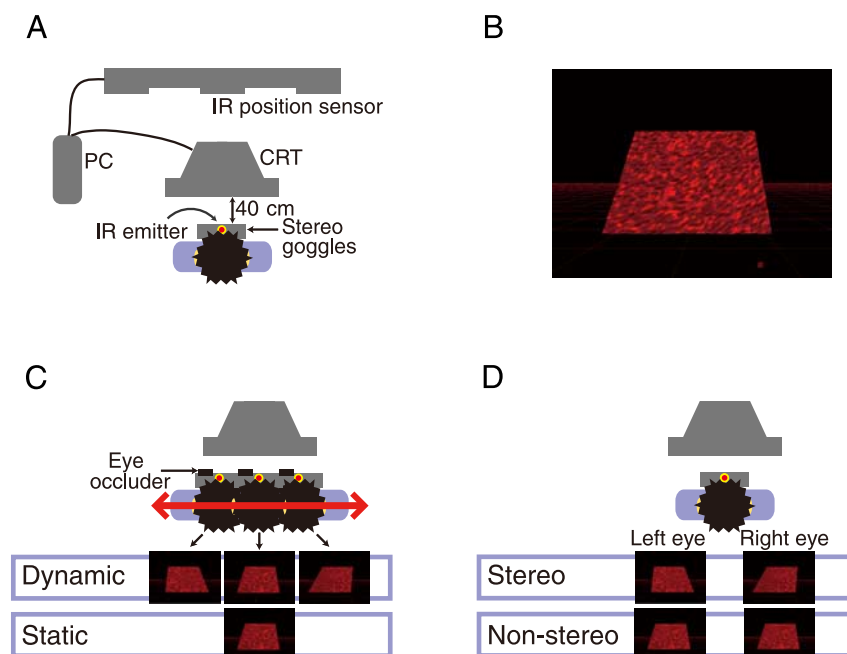 A
B
IR position sensor
PC
CRT
40 cm
IR emitter
Stereo
goggles
C
D
Eye
occluder
Left eye
Right eye
Dynamic
Stereo
Static
Non-stereo